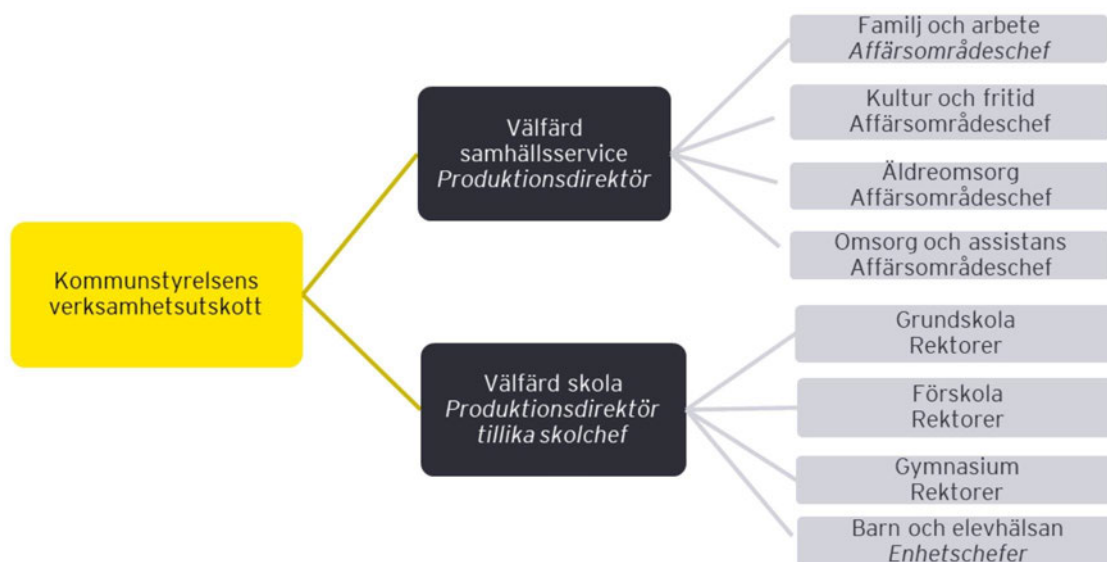 Kommunstyrelsens
verksamhetsutskott
Välfärd
samhällsservice
Produktionsdirektör
Familj och arbete
Affärsområdeschef
Kultur och fritid
Affärsområdeschef
Äldreomsorg
Affärsområdeschef
Omsorg och assistans
Affärsområdeschef
Välfärd skola
Produktionsdirektör
tillika skolchef
Grundskola
Rektorer
Förskola
Rektorer
Gymnasium
Rektorer
Barn och elevhälsan
Enhetschefer